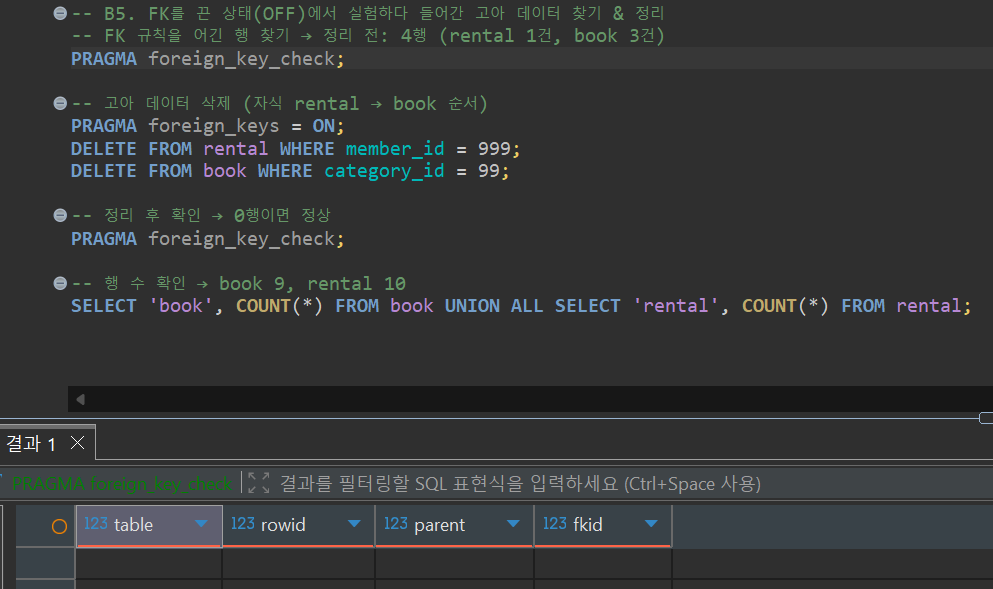 -- B5. FK를 끈 상태(OFF)에서 실험하다 들어간 고아 데이터 찾기 & 정리
-- FK 규칙을 어긴 행 찾기 → 정리 전: 4행 (rental 1건, book 3건)
PRAGMA foreign_key_check;
-- 고아 데이터 삭제 (자식 rental → book 순서)
PRAGMA foreign_keys = ON;
DELETE FROM rental WHERE member_id = 999;
DELETE FROM book WHERE category_id = 99;
-- 정리 후 확인 → 0행이면 정상
PRAGMA foreign_key_check;
-- 행 수 확인 → book 9, rental 10
SELECT 'book', COUNT(*) FROM book UNION ALL SELECT 'rental', COUNT(*) FROM rental;
결과 1
PRAGMA foreign_key_check 결과를 필터링할 SQL 표현식을 입력하세요 (Ctrl+Space 사용)
123 table 123 rowid 123 parent 123 fkid